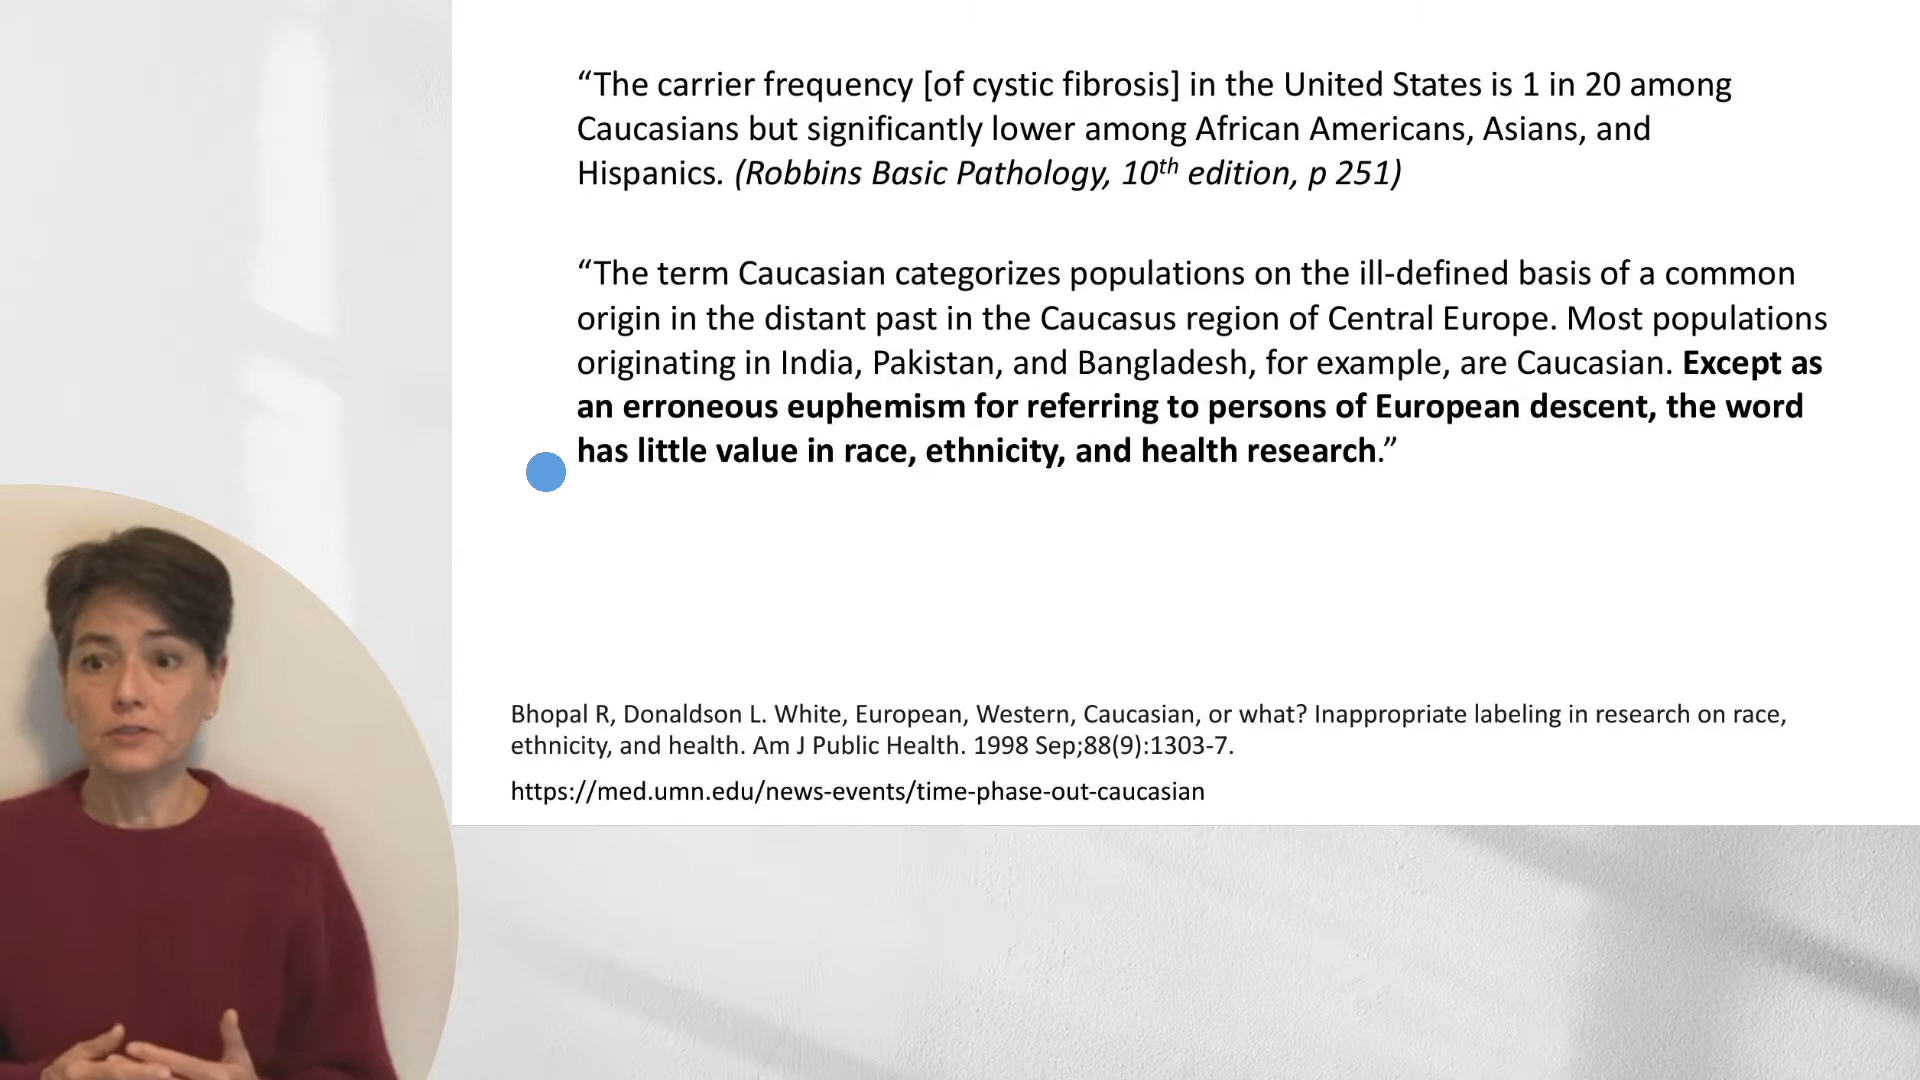 “The carrier frequency [of cystic fibrosis] in the United States is 1 in 20 among
Caucasians but significantly lower among African Americans, Asians, and
Hispanics. (Robbins Basic Pathology, 10th edition, p 251)
“The term Caucasian categorizes populations on the ill-defined basis of a common
origin in the distant past in the Caucasus region of Central Europe. Most populations
originating in India, Pakistan, and Bangladesh, for example, are Caucasian. Except as
an erroneous euphemism for referring to persons of European descent, the word
has little value in race, ethnicity, and health research.”
Bhopal R, Donaldson L. White, European, Western, Caucasian, or what? Inappropriate labeling in research on race,
ethnicity, and health. Am J Public Health. 1998 Sep;88(9):1303-7.
https://med.umn.edu/news-events/time-phase-out-caucasian